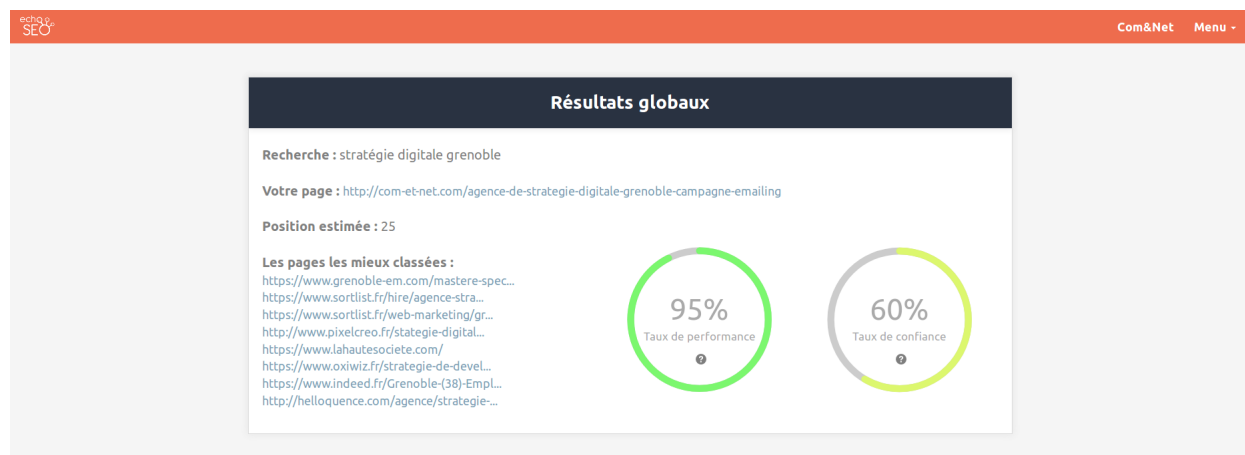 echo
SEO
Com&Net Menu
Résultats globaux
Recherche : stratégie digitale grenoble
Votre page : http://com-et-net.com/agence-de-strategie-digitale-grenoble-campagne-emailing
Position estimée : 25
Les pages les mieux classées :
https://www.grenoble-em.com/mastere-spec...
https://www.sortlist.fr/hire/agence-stra...
https://www.sortlist.fr/web-marketing/gr...
http://www.pixelcreo.fr/stategie-digital...
https://www.lahautesociete.com/
https://www.oxiwiz.fr/strategie-de-devel...
https://www.indeed.fr/Grenoble-(38)-Empl...
http://helloquence.com/agence/strategie-...
95%
Taux de performance
?
60%
Taux de confiance
?